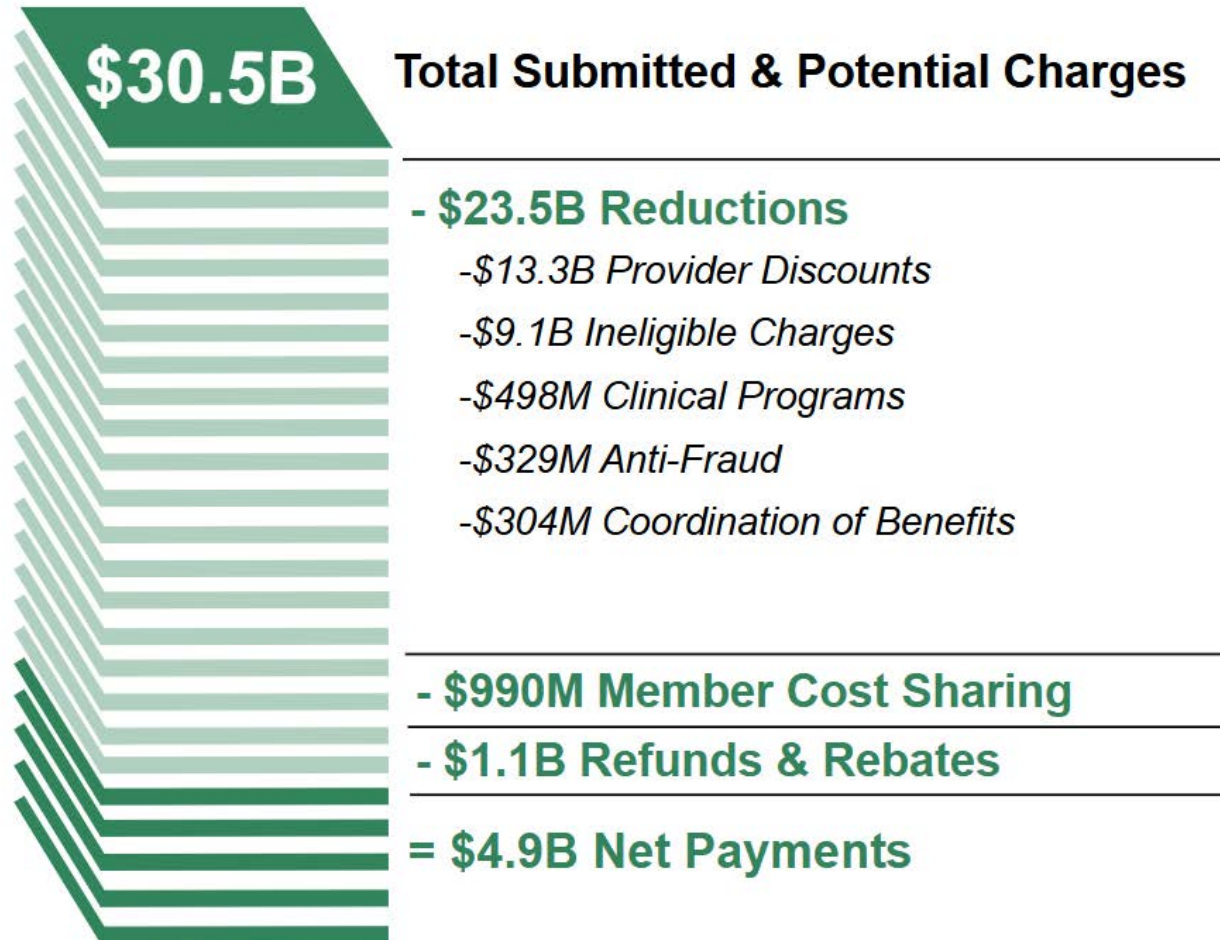 $30.5B Total Submitted & Potential Charges
- $23.5B Reductions
-$13.3B Provider Discounts
-$9.1B Ineligible Charges
-$498M Clinical Programs
-$329M Anti-Fraud
-$304M Coordination of Benefits
- $990M Member Cost Sharing
- $1.1B Refunds & Rebates
= $4.9B Net Payments